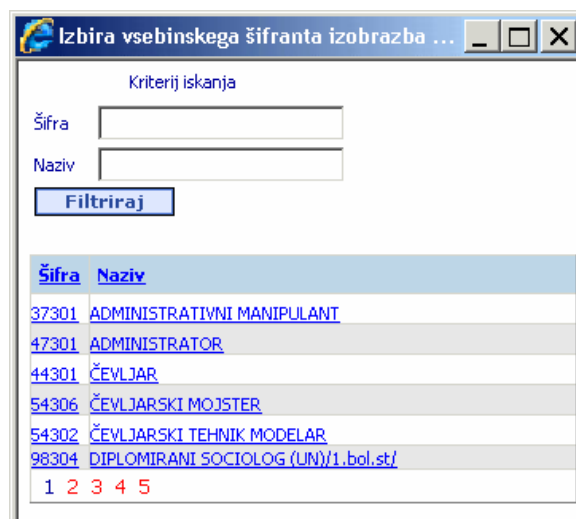 Izbira vsebinskega šifranta izobrazba ...
Kriterij iskanja
Šifra
Naziv
Filtriraj
Šifra Naziv
37301 ADMINISTRATIVNI MANIPULANT
47301 ADMINISTRATOR
44301 ČEVLJAR
54306 ČEVLJARSKI MOJSTER
54302 ČEVLJARSKI TEHNIK MODELAR
98304 DIPLOMIRANI SOCIOLOG (UN)/1.bol.st/
1 2 3 4 5